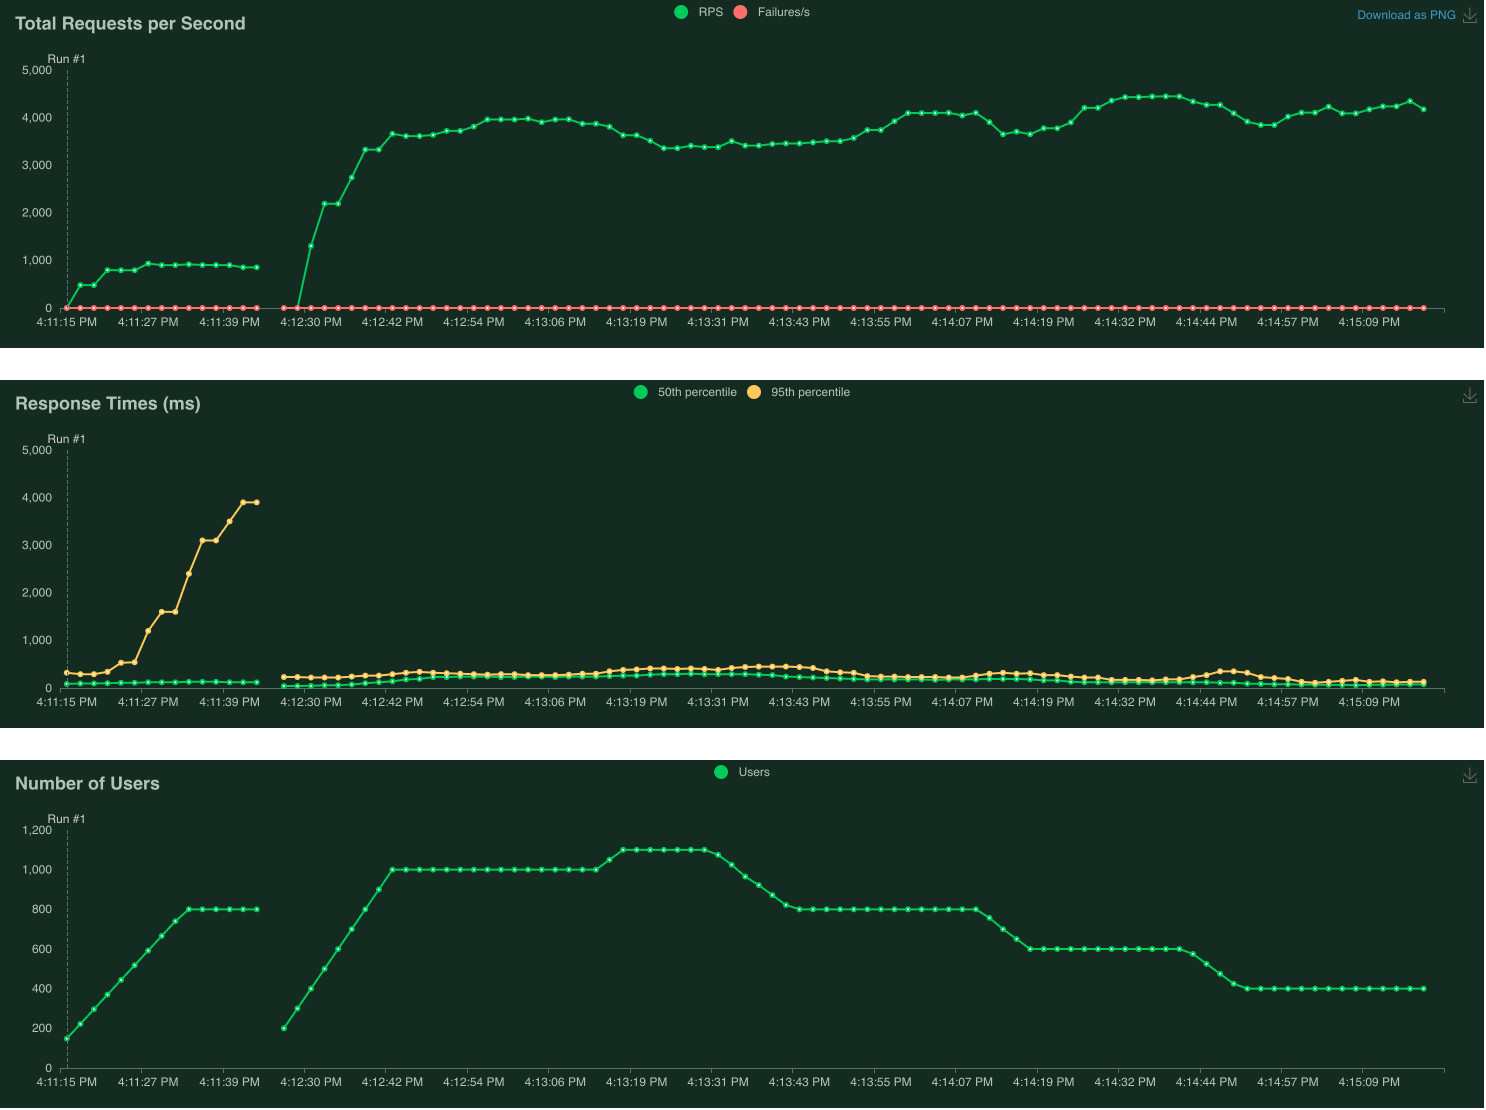 RPS Failures/s
Total Requests per Second
Download as PNG
Run #1
5,000
4,000
3,000
2,000
1,000
0
4:11:15 PM 4:11:27 PM 4:11:39 PM 4:12:30 PM 4:12:42 PM 4:12:54 PM 4:13:06 PM 4:13:19 PM 4:13:31 PM 4:13:43 PM 4:13:55 PM 4:14:07 PM 4:14:19 PM 4:14:32 PM 4:14:44 PM 4:14:57 PM 4:15:09 PM
50th percentile 95th percentile
Response Times (ms)
Run #1
5,000
4,000
3,000
2,000
1,000
0
4:11:15 PM 4:11:27 PM 4:11:39 PM 4:12:30 PM 4:12:42 PM 4:12:54 PM 4:13:06 PM 4:13:19 PM 4:13:31 PM 4:13:43 PM 4:13:55 PM 4:14:07 PM 4:14:19 PM 4:14:32 PM 4:14:44 PM 4:14:57 PM 4:15:09 PM
Users
Number of Users
Run #1
1,200
1,000
800
600
400
200
0
4:11:15 PM 4:11:27 PM 4:11:39 PM 4:12:30 PM 4:12:42 PM 4:12:54 PM 4:13:06 PM 4:13:19 PM 4:13:31 PM 4:13:43 PM 4:13:55 PM 4:14:07 PM 4:14:19 PM 4:14:32 PM 4:14:44 PM 4:14:57 PM 4:15:09 PM